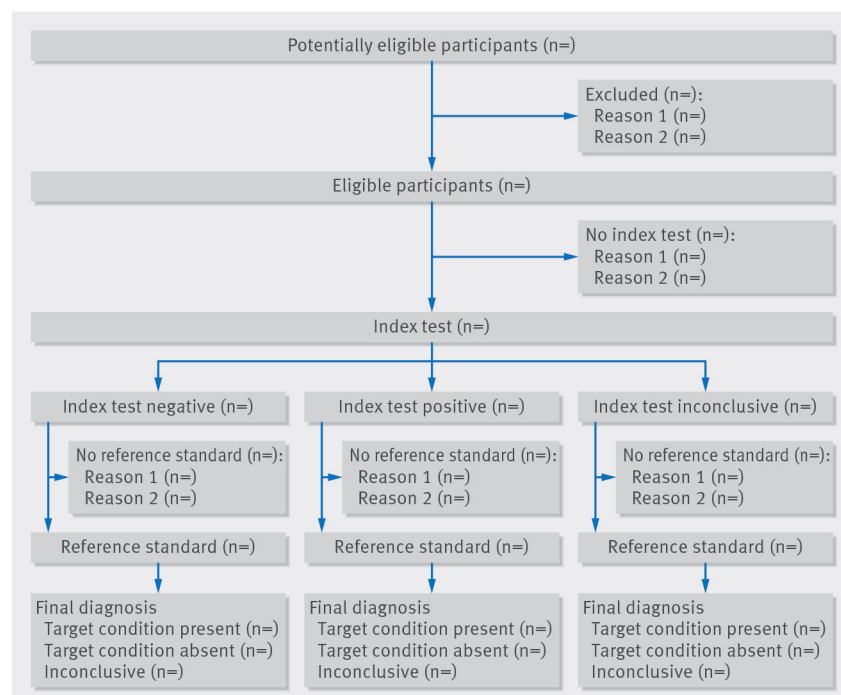 Potentially eligible participants (n=)
Excluded (n=):
Reason 1 (n=)
Reason 2 (n=)
Eligible participants (n=)
No index test (n=):
Reason 1 (n=)
Reason 2 (n=)
Index test (n=)
Index test negative (n=)
Index test positive (n=)
Index test inconclusive (n=)
No reference standard (n=):
Reason 1 (n=)
Reason 2 (n=)
No reference standard (n=):
Reason 1 (n=)
Reason 2 (n=)
No reference standard (n=):
Reason 1 (n=)
Reason 2 (n=)
Reference standard (n=)
Reference standard (n=)
Reference standard (n=)
Final diagnosis
Target condition present (n=)
Target condition absent (n=)
Inconclusive (n=)
Final diagnosis
Target condition present (n=)
Target condition absent (n=)
Inconclusive (n=)
Final diagnosis
Target condition present (n=)
Target condition absent (n=)
Inconclusive (n=)